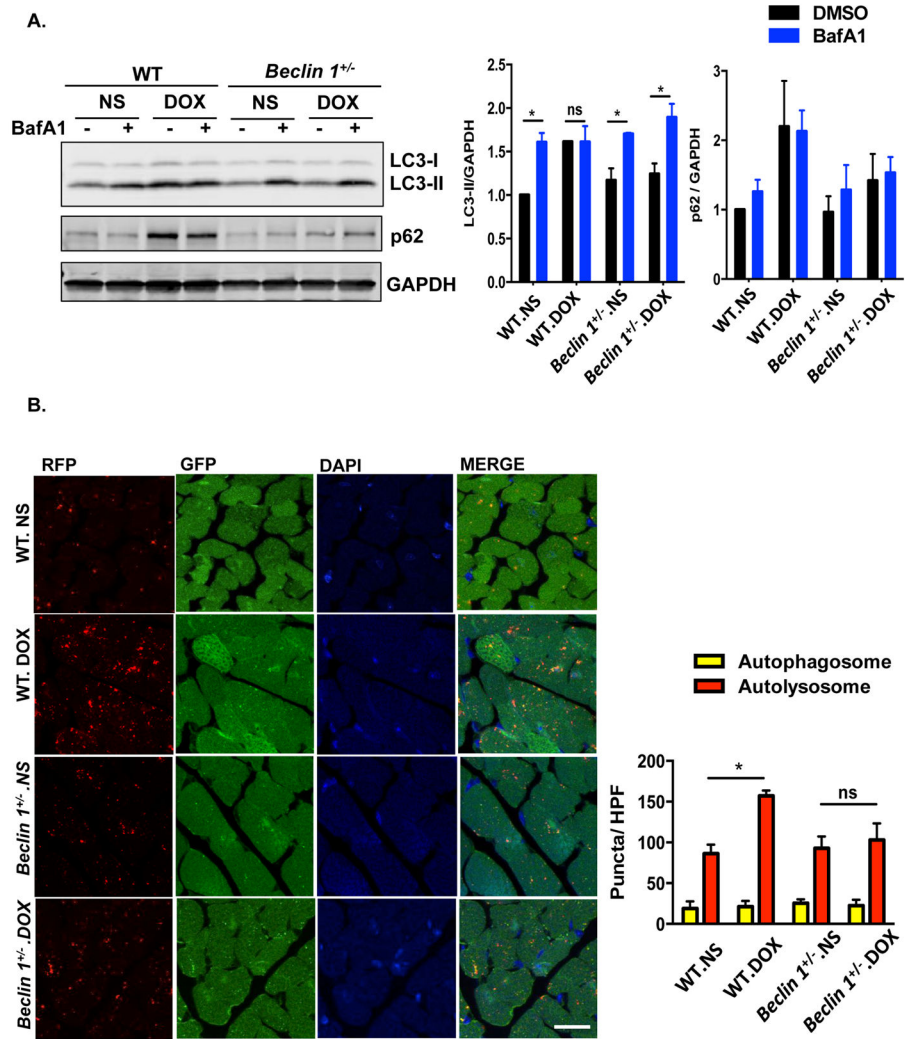 A.
DMSO
BafA1
WT Beclin 1+/-
NS DOX NS DOX
BafA1 - + - + - + - +
LC3-I
LC3-II
p62
GAPDH
LC3-II/GAPDH
2.0
1.5
1.0
0.5
0.0
* ns * *
WT.NS
WT.DOX
Beclin 1+/-.NS
Beclin 1+/-.DOX
p62 / GAPDH
3
2
1
0
WT.NS
WT.DOX
Beclin 1+/-.NS
Beclin 1+/-.DOX
B.
RFP GFP DAPI MERGE
WT. NS
WT. DOX
Beclin 1+/-.NS
Beclin 1+/-.DOX
Autophagosome
Autolysosome
Puncta/ HPF
200
150
100
50
0
* ns
WT.NS
WT.DOX
Beclin 1+/-.NS
Beclin 1+/-.DOX